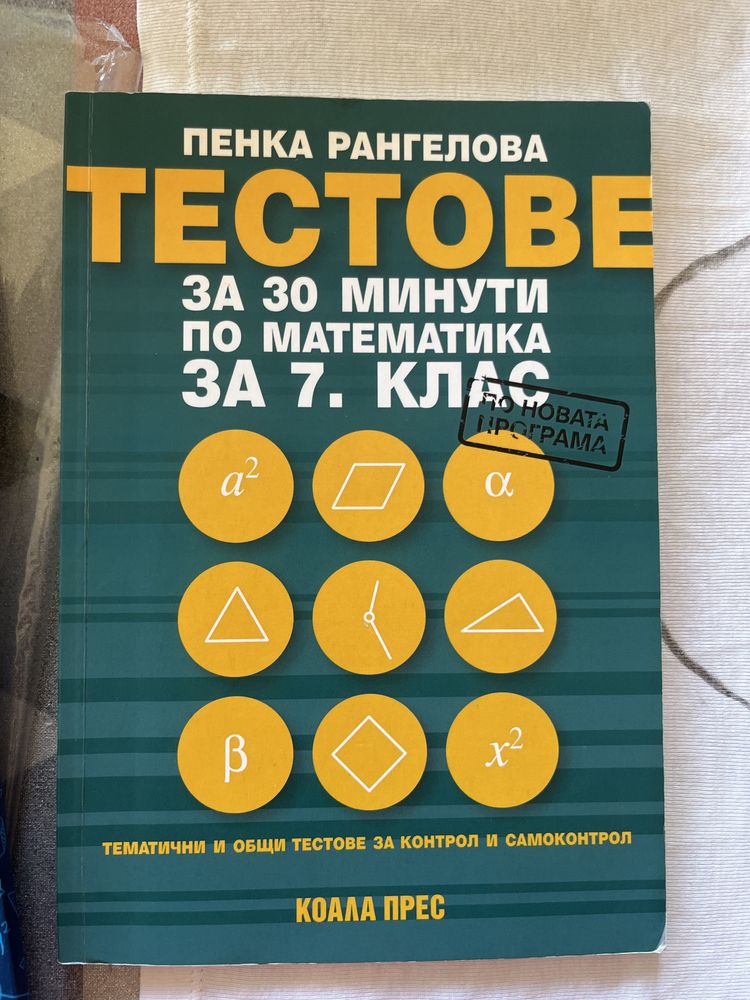 ПЕНКА РАНГЕЛОВА
ТЕСТОВЕ
ЗА 30 МИНУТИ
ПО МАТЕМАТИКА
ЗА 7. КЛАС
ПО НОВАТА
ПРОГРАМА
a² α
β x²
ТЕМАТИЧНИ И ОБЩИ ТЕСТОВЕ ЗА КОНТРОЛ И САМОКОНТРОЛ
КОАЛА ПРЕС